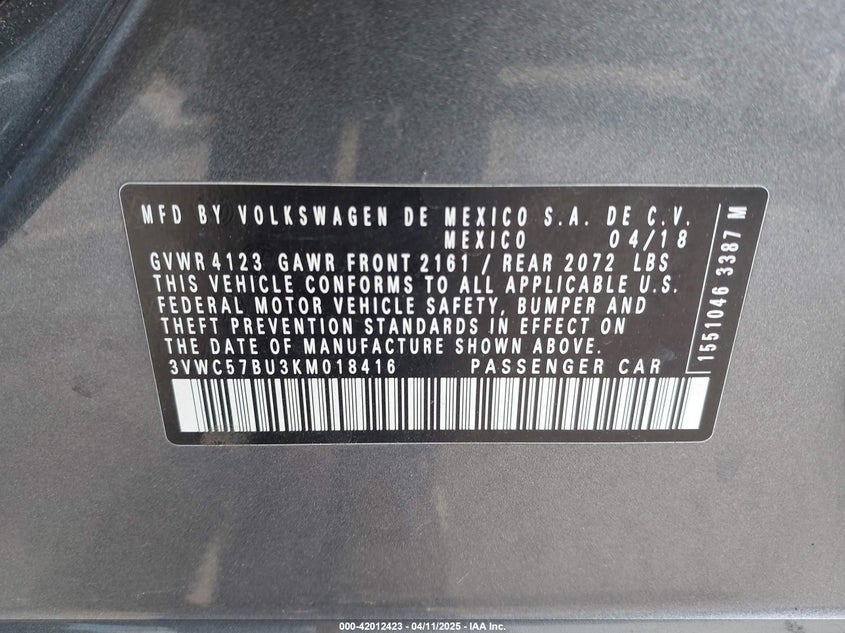 MFD BY VOLKSWAGEN DE MEXICO S.A. DE C.V.
MEXICO 04/18
GVWR 4123 GAWR FRONT 2161 / REAR 2072 LBS
THIS VEHICLE CONFORMS TO ALL APPLICABLE U.S.
FEDERAL MOTOR VEHICLE SAFETY, BUMPER AND
THEFT PREVENTION STANDARDS IN EFFECT ON
THE DATE OF MANUFACTURE SHOWN ABOVE.
3VWC57BU3KM018416 PASSENGER CAR
1551046 3387 M
000-42012423 - 04/11/2025 - IAA Inc.